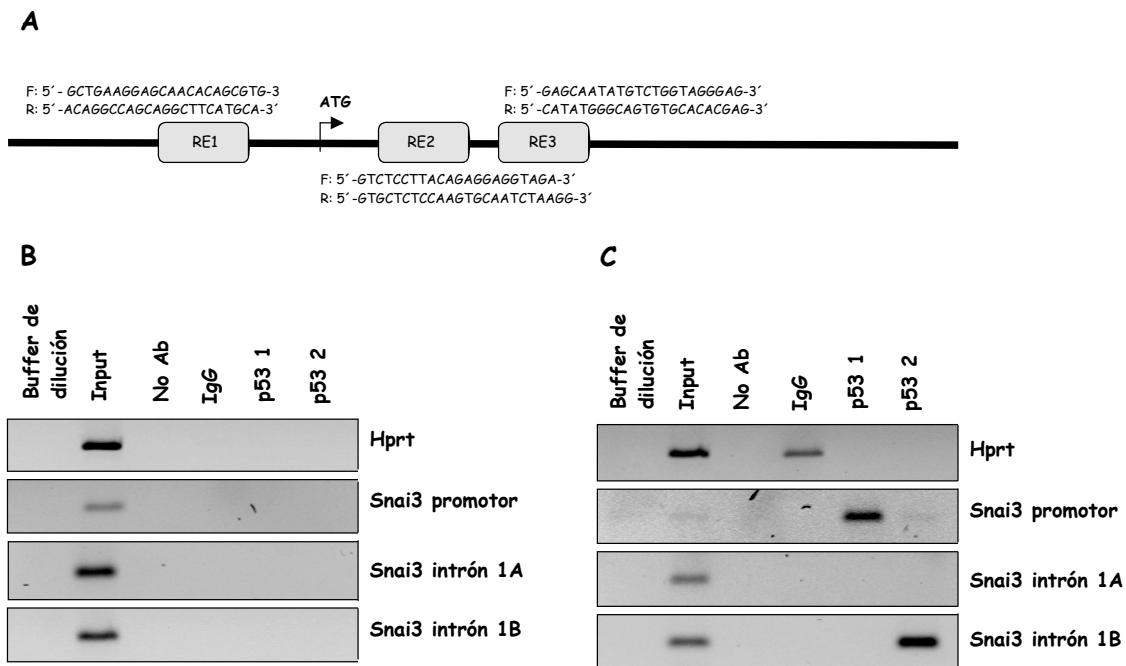 A
F: 5´- GCTGAAGGAGCAACACAGCGTG-3
R: 5´-ACAGGCCAGCAGGCTTCATGCA-3´
ATG
F: 5´-GAGCAATATGTCTGGTAGGGAG-3´
R: 5´-CATATGGGCAGTGTGCACACGAG-3´
RE1
RE2
RE3
F: 5´-GTCTCCTTACAGAGGAGGTAGA-3´
R: 5´-GTGCTCTCCAAGTGCAATCTAAGG-3´
B
Buffer de
dilución
Input
No Ab
IgG
p53 1
p53 2
Hprt
Snai3 promotor
Snai3 intrón 1A
Snai3 intrón 1B
C
Buffer de
dilución
Input
No Ab
IgG
p53 1
p53 2
Hprt
Snai3 promotor
Snai3 intrón 1A
Snai3 intrón 1B